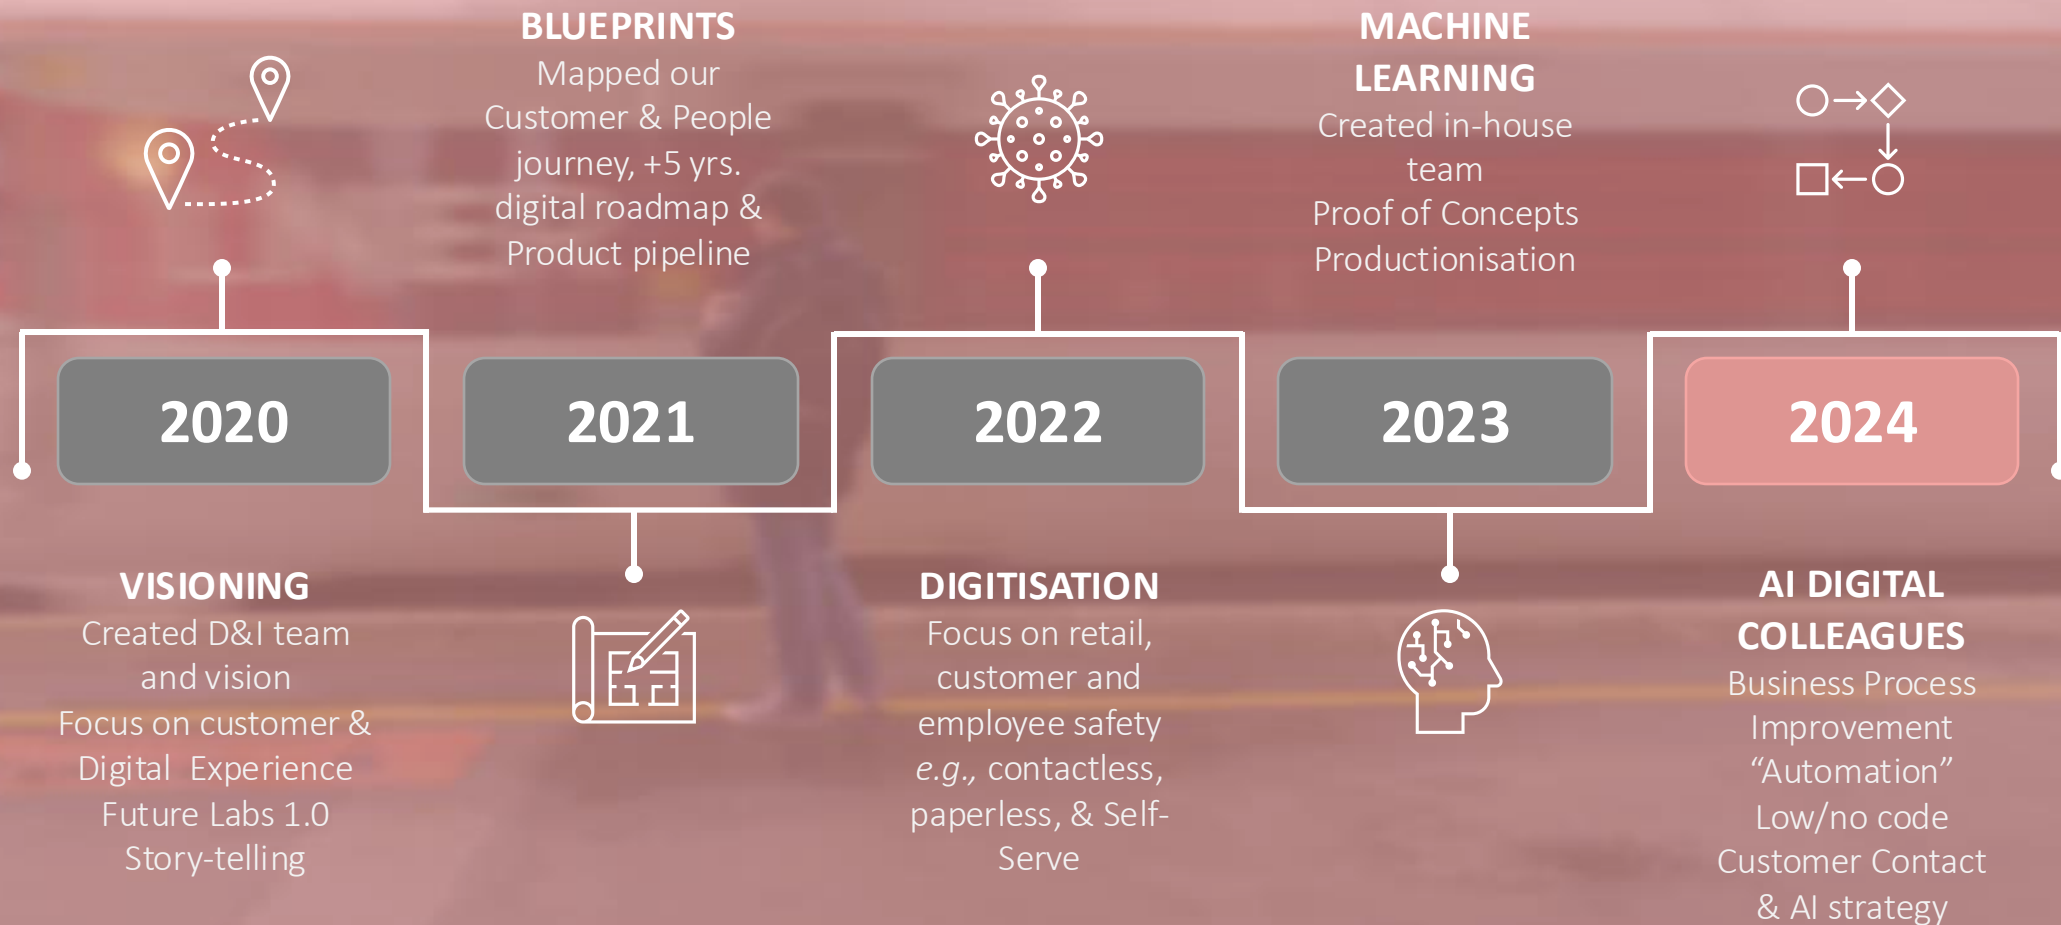 BLUEPRINTS
Mapped our
Customer & People
journey, +5 yrs.
digital roadmap &
Product pipeline
MACHINE
LEARNING
Created in-house
team
Proof of Concepts
Productionisation
2020
2021
2022
2023
2024
VISIONING
Created D&I team
and vision
Focus on customer &
Digital Experience
Future Labs 1.0
Story-telling
DIGITISATION
Focus on retail,
customer and
employee safety
e.g., contactless,
paperless, & Self-
Serve
AI DIGITAL
COLLEAGUES
Business Process
Improvement
“Automation”
Low/no code
Customer Contact
& AI strategy